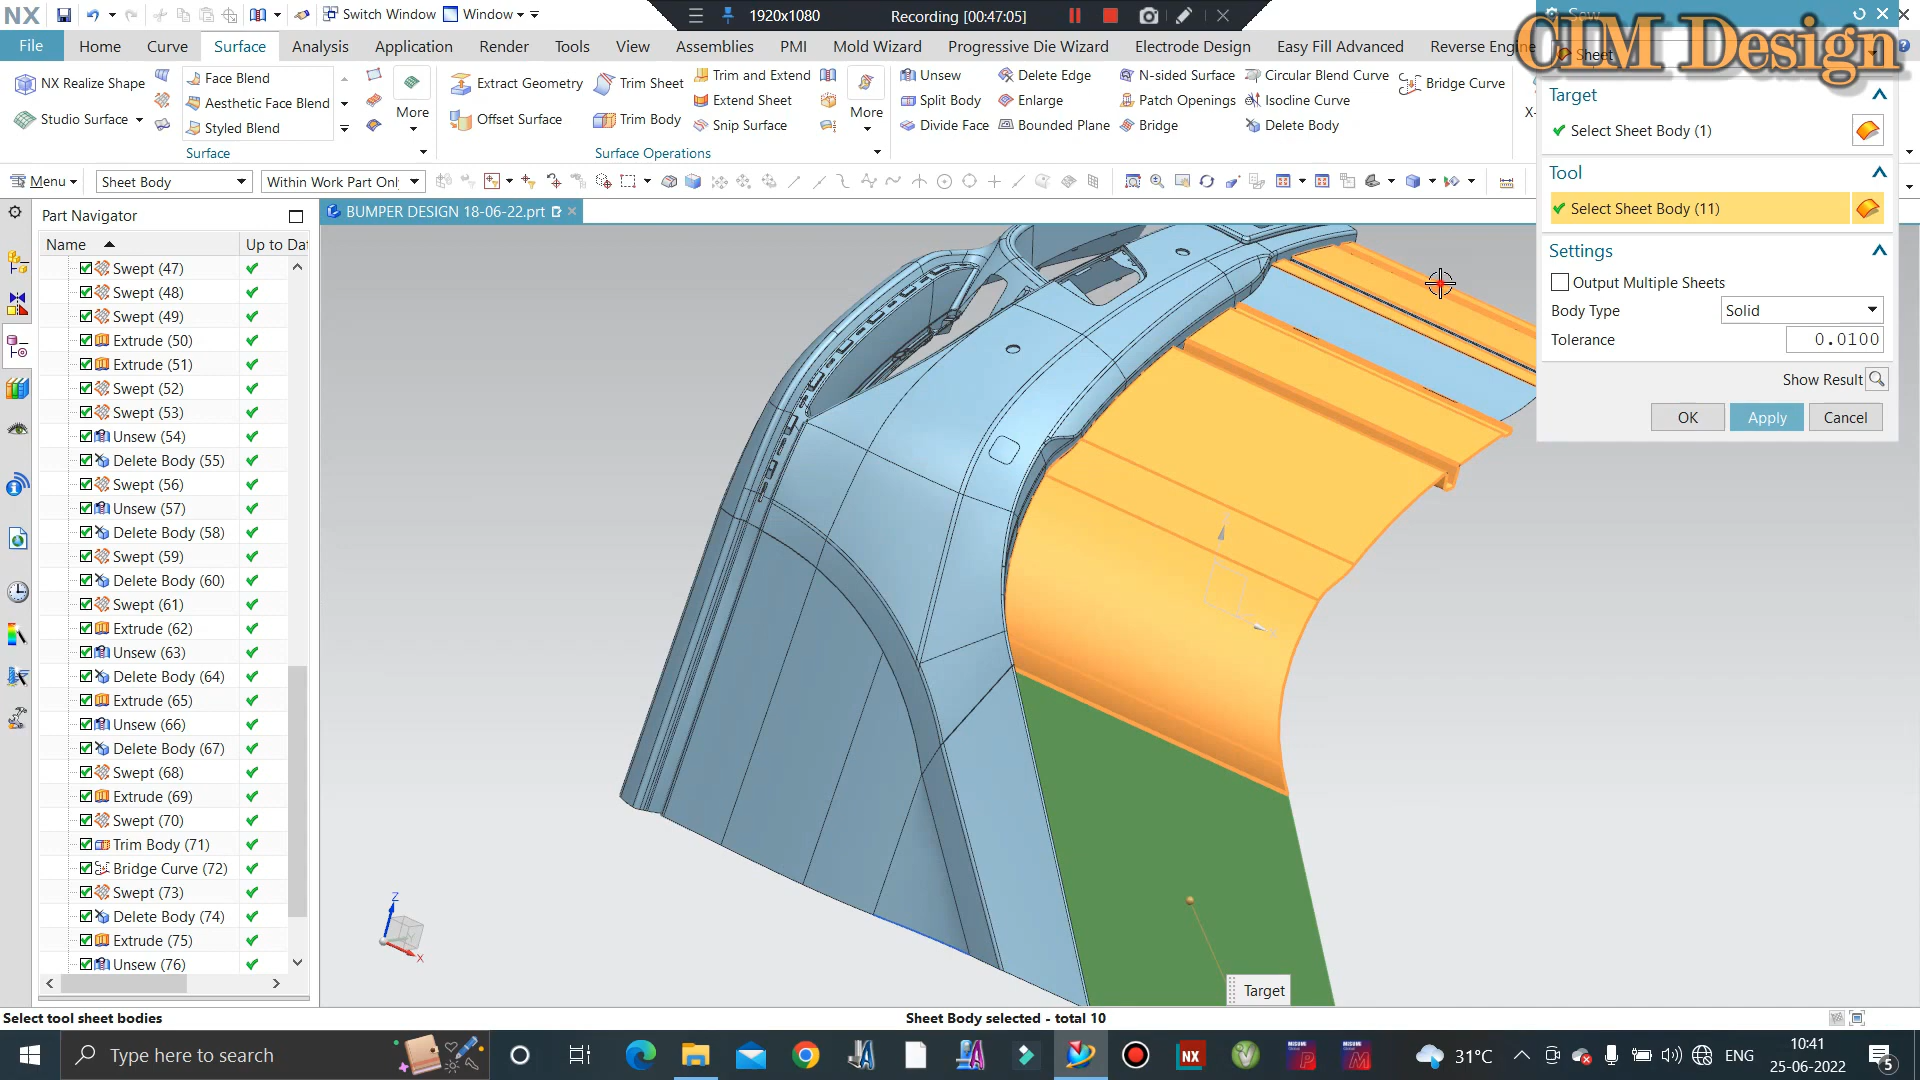 NX Switch Window Window 1920x1080 Recording [00:47:05]
CIM Design
File Home Curve Surface Analysis Application Render Tools View Assemblies PMI Mold Wizard Progressive Die Wizard Electrode Design Easy Fill Advanced Reverse Engine
Sheet
NX Realize Shape
Studio Surface
Face Blend
Aesthetic Face Blend
Styled Blend
More
Surface
Extract Geometry
Offset Surface
Trim Sheet
Trim Body
Trim and Extend
Extend Sheet
Snip Surface
More
Unsew
Split Body
Divide Face
Delete Edge
Enlarge
Bounded Plane
N-sided Surface
Patch Openings
Bridge
Circular Blend Curve
Isocline Curve
Delete Body
Bridge Curve
Surface Operations
X-
Menu Sheet Body Within Work Part Onl
Part Navigator
BUMPER DESIGN 18-06-22.prt
Name Up to Da
Swept (47)
Swept (48)
Swept (49)
Extrude (50)
Extrude (51)
Swept (52)
Swept (53)
Unsew (54)
Delete Body (55)
Swept (56)
Unsew (57)
Delete Body (58)
Swept (59)
Delete Body (60)
Swept (61)
Extrude (62)
Unsew (63)
Delete Body (64)
Extrude (65)
Unsew (66)
Delete Body (67)
Swept (68)
Extrude (69)
Swept (70)
Trim Body (71)
Bridge Curve (72)
Swept (73)
Delete Body (74)
Extrude (75)
Unsew (76)
Target
Select Sheet Body (1)
Tool
Select Sheet Body (11)
Settings
Output Multiple Sheets
Body Type Solid
Tolerance 0.0100
Show Result
OK Apply Cancel
Z
X
Target
Select tool sheet bodies
Sheet Body selected - total 10
Type here to search
31°C
ENG
10:41
25-06-2022
5